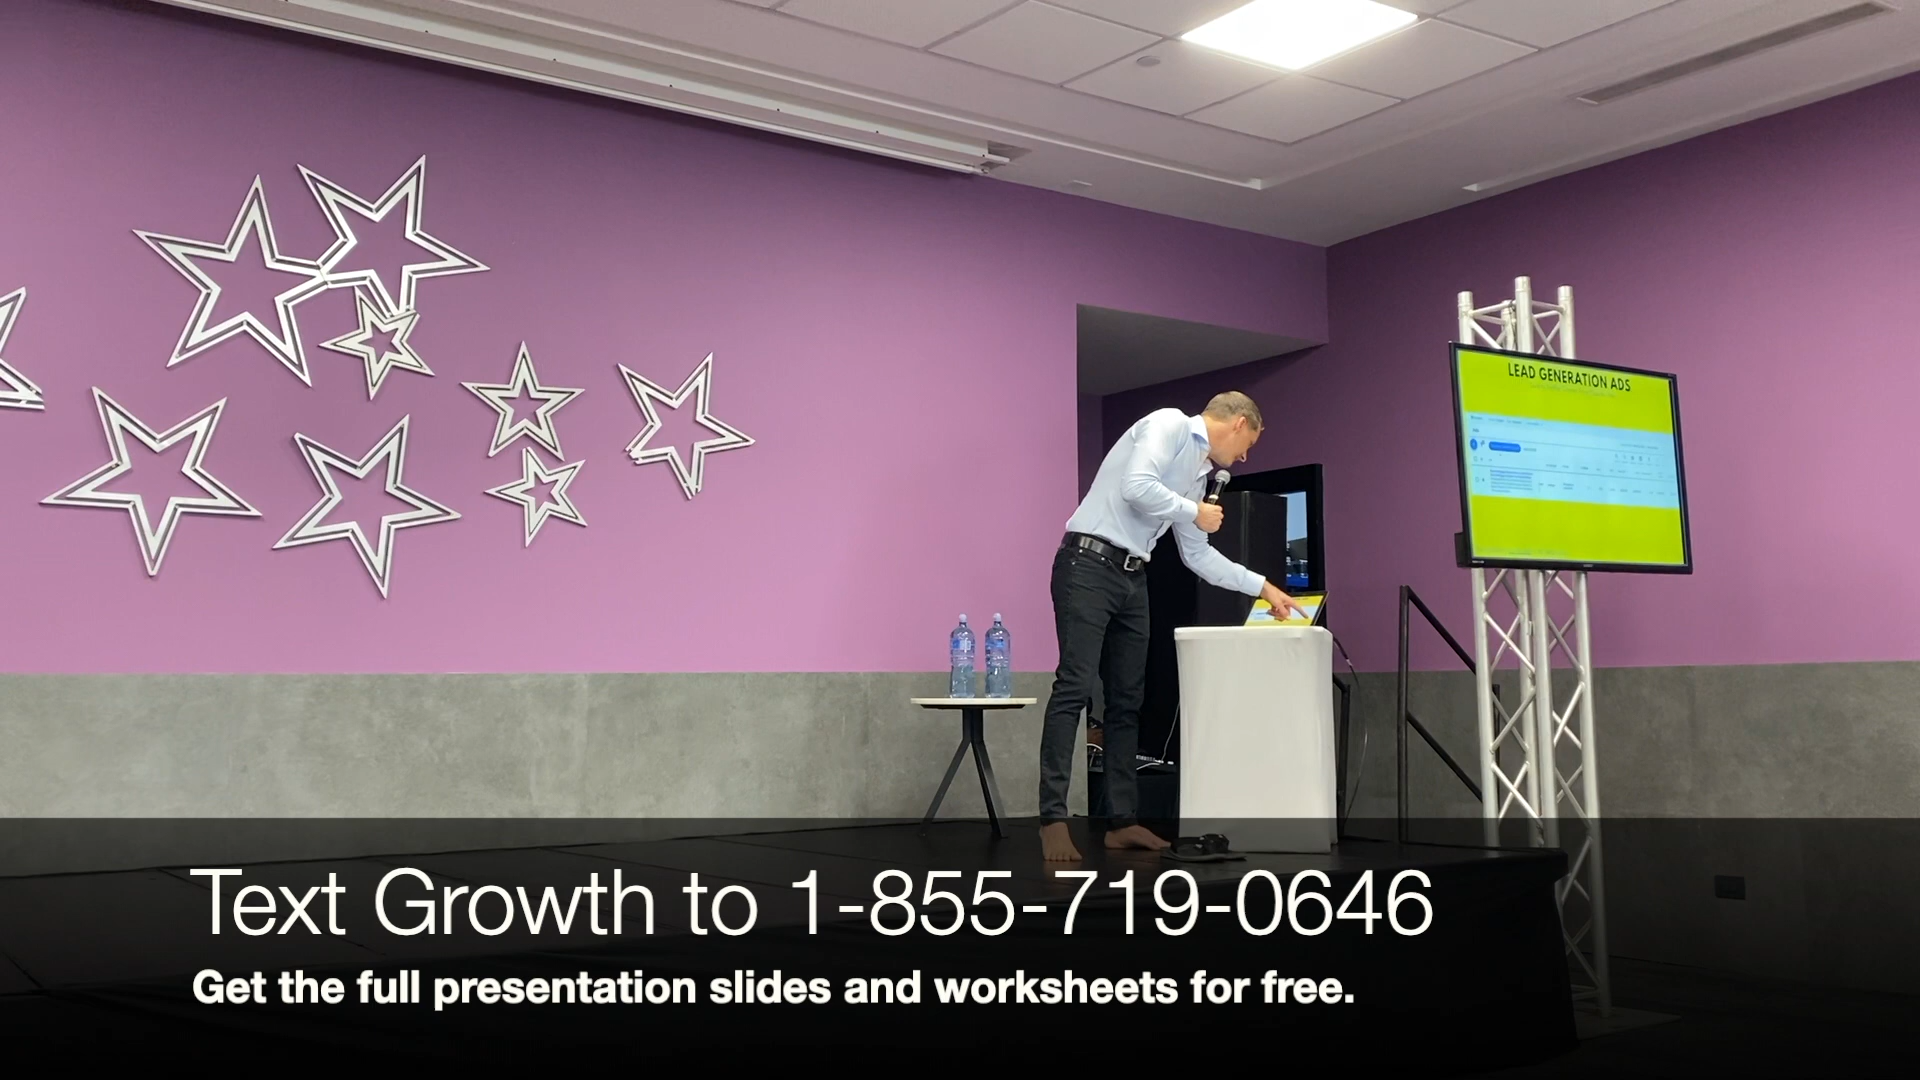 LEAD GENERATION ADS
Text Growth to 1-855-719-0646
Get the full presentation slides and worksheets for free.